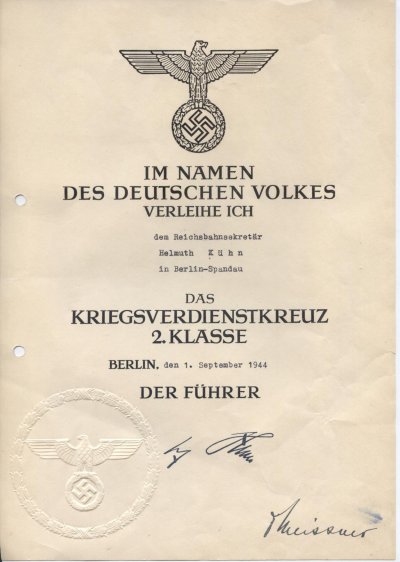 IM NAMEN
DES DEUTSCHEN VOLKES
VERLEIHE ICH
dem Reichsbahnsekretär
Helmuth Kühn
in Berlin-Spandau
DAS
KRIEGSVERDIENSTKREUZ
2. KLASSE
BERLIN, den 1. September 1944
DER FÜHRER
Meissner